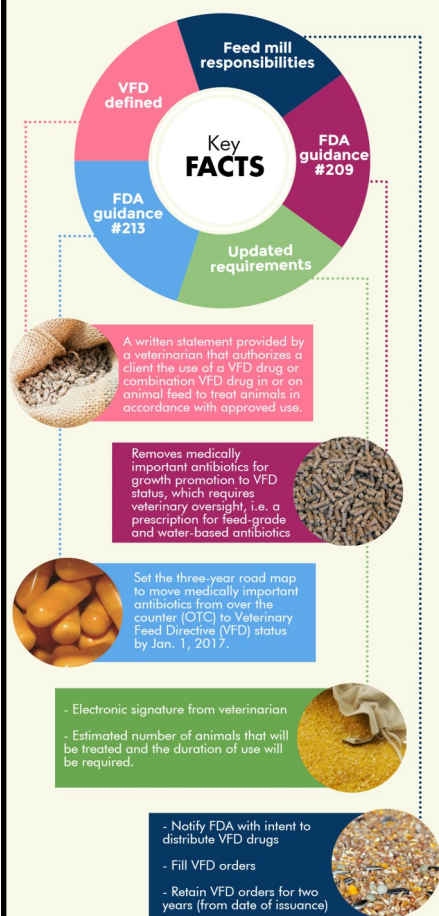 Feed mill
responsibilities
VFD
defined
Key
FACTS
FDA
guidance
#209
FDA
guidance
#213
Updated
requirements
A written statement provided by
a veterinarian that authorizes a
client the use of a VFD drug or
combination VFD drug in or on
animal feed to treat animals in
accordance with approved use.
Removes medically
important antibiotics for
growth promotion to VFD
status, which requires
veterinary oversight, i.e. a
prescription for feed-grade
and water-based antibiotics
Set the three-year road map
to move medically important
antibiotics from over the
counter (OTC) to Veterinary
Feed Directive (VFD) status
by Jan. 1, 2017.
- Electronic signature from veterinarian
- Estimated number of animals that will
be treated and the duration of use will
be required.
- Notify FDA with intent to
distribute VFD drugs
- Fill VFD orders
- Retain VFD orders for two
years (from date of issuance)